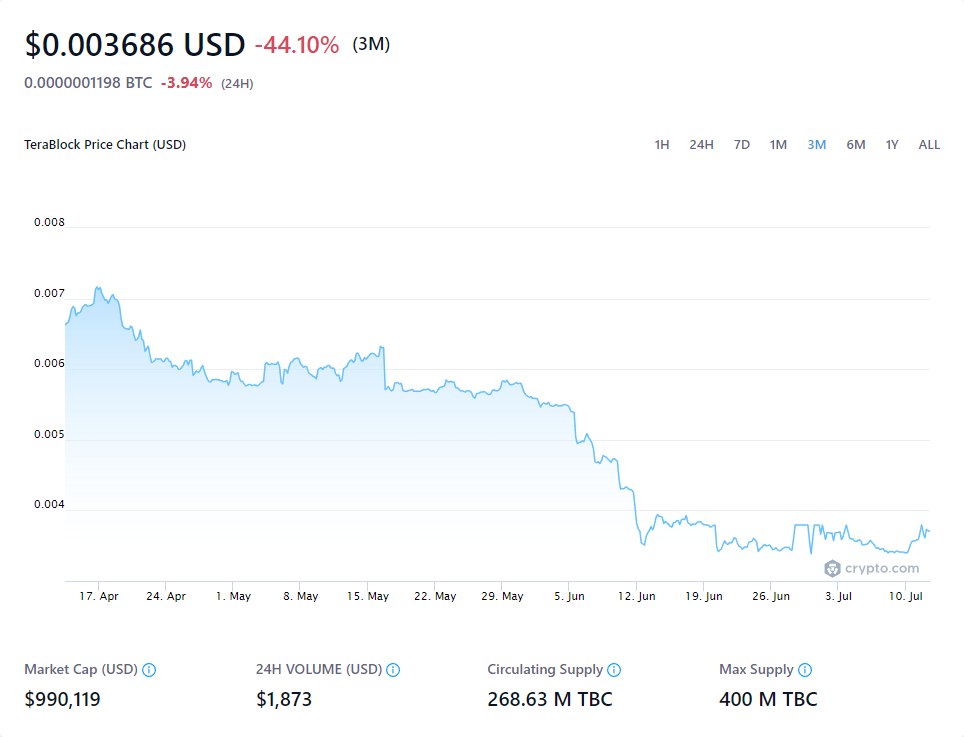 $0.003686 USD -44.10% (3M)
0.0000001198 BTC -3.94% (24H)
TeraBlock Price Chart (USD) 1H 24H 7D 1M 3M 6M 1Y ALL
0.008
0.007
0.006
0.005
0.004
crypto.com
17. Apr 24. Apr 1. May 8. May 15. May 22. May 29. May 5. Jun 12. Jun 19. Jun 26. Jun 3. Jul 10. Jul
Market Cap (USD) 24H VOLUME (USD) Circulating Supply Max Supply
$990,119 $1,873 268.63 M TBC 400 M TBC